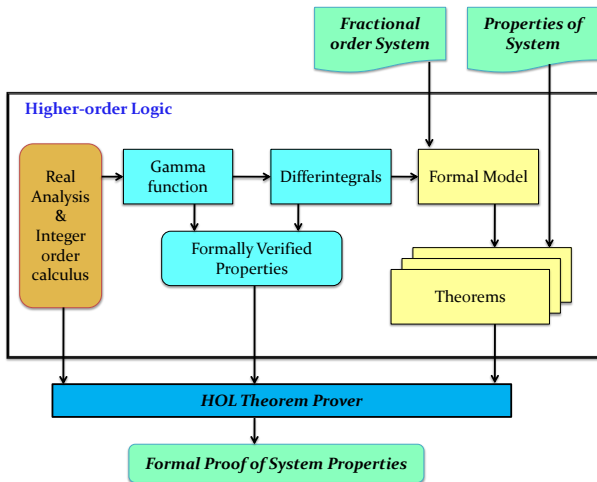 Fractional
order System
Properties of
System
Higher-order Logic
Real
Analysis
&
Integer
order
calculus
Gamma
function
Differintegrals
Formal Model
Formally Verified
Properties
Theorems
HOL Theorem Prover
Formal Proof of System Properties